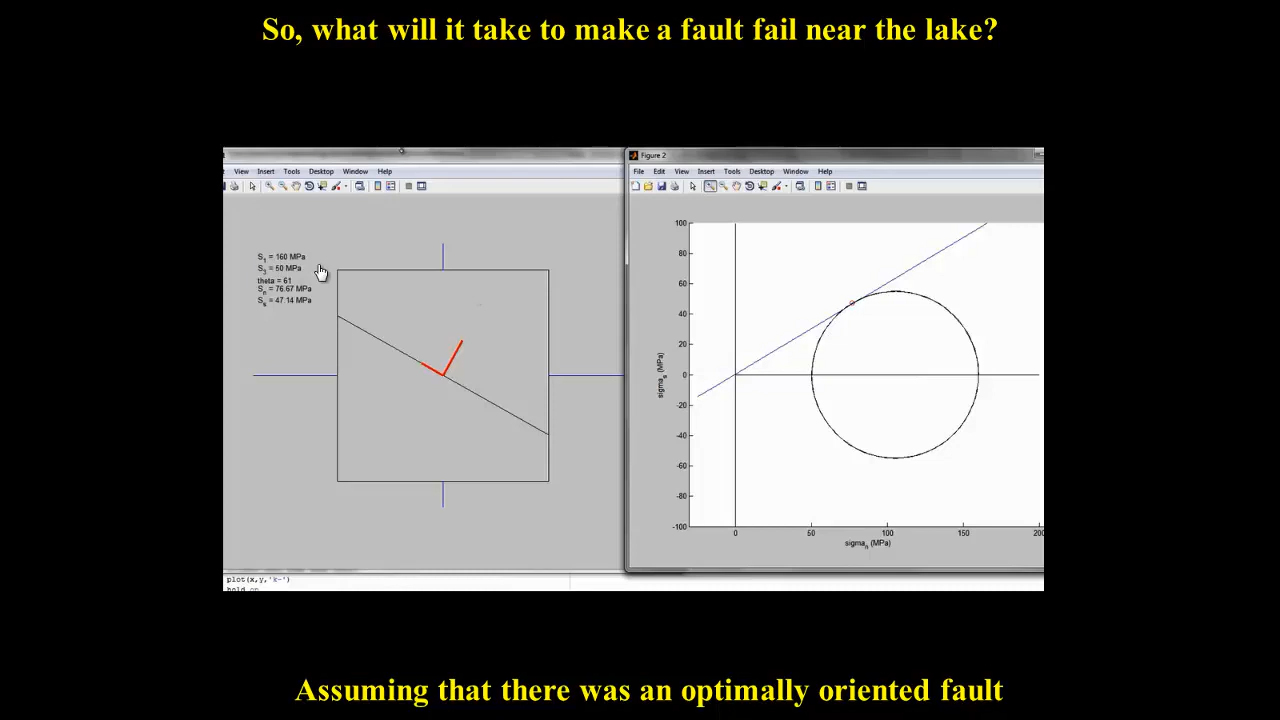 So, what will it take to make a fault fail near the lake?
Figure 2
View Insert Tools Desktop Window Help
File Edit View Insert Tools Desktop Window Help
S1 = 160 MPa
S3 = 50 MPa
theta = 61
Sn = 76.67 MPa
Ss = 47.14 MPa
100
80
60
40
20
0
-20
-40
-60
-80
-100
sigmas (MPa)
0 50 100 150 200
sigman (MPa)
plot(x,y,'k-')
hold on
Assuming that there was an optimally oriented fault